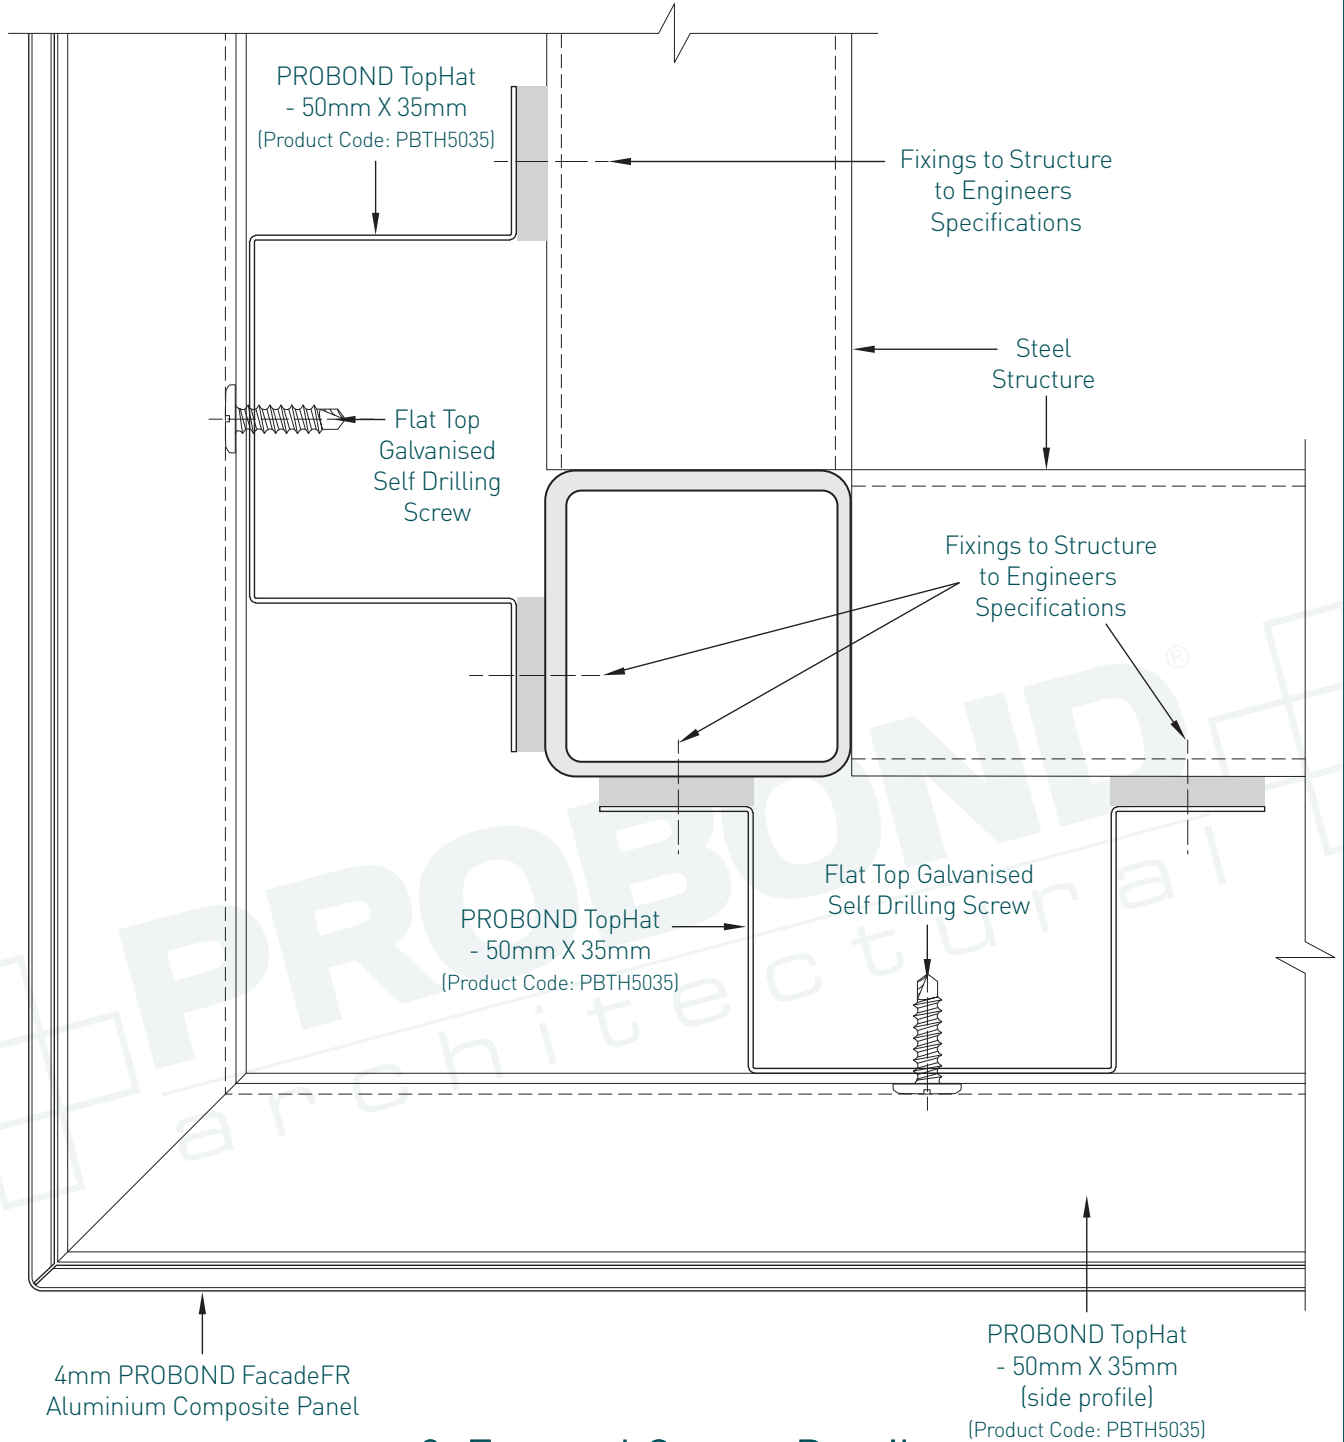 PROBOND TopHat
- 50mm X 35mm
(Product Code: PBTH5035)
Fixings to Structure
to Engineers
Specifications
Steel
Structure
Flat Top
Galvanised
Self Drilling
Screw
Fixings to Structure
to Engineers
Specifications
PROBOND®
architectural
Flat Top Galvanised
Self Drilling Screw
PROBOND TopHat
- 50mm X 35mm
(Product Code: PBTH5035)
4mm PROBOND FacadeFR
Aluminium Composite Panel
PROBOND TopHat
- 50mm X 35mm
(side profile)
(Product Code: PBTH5035)